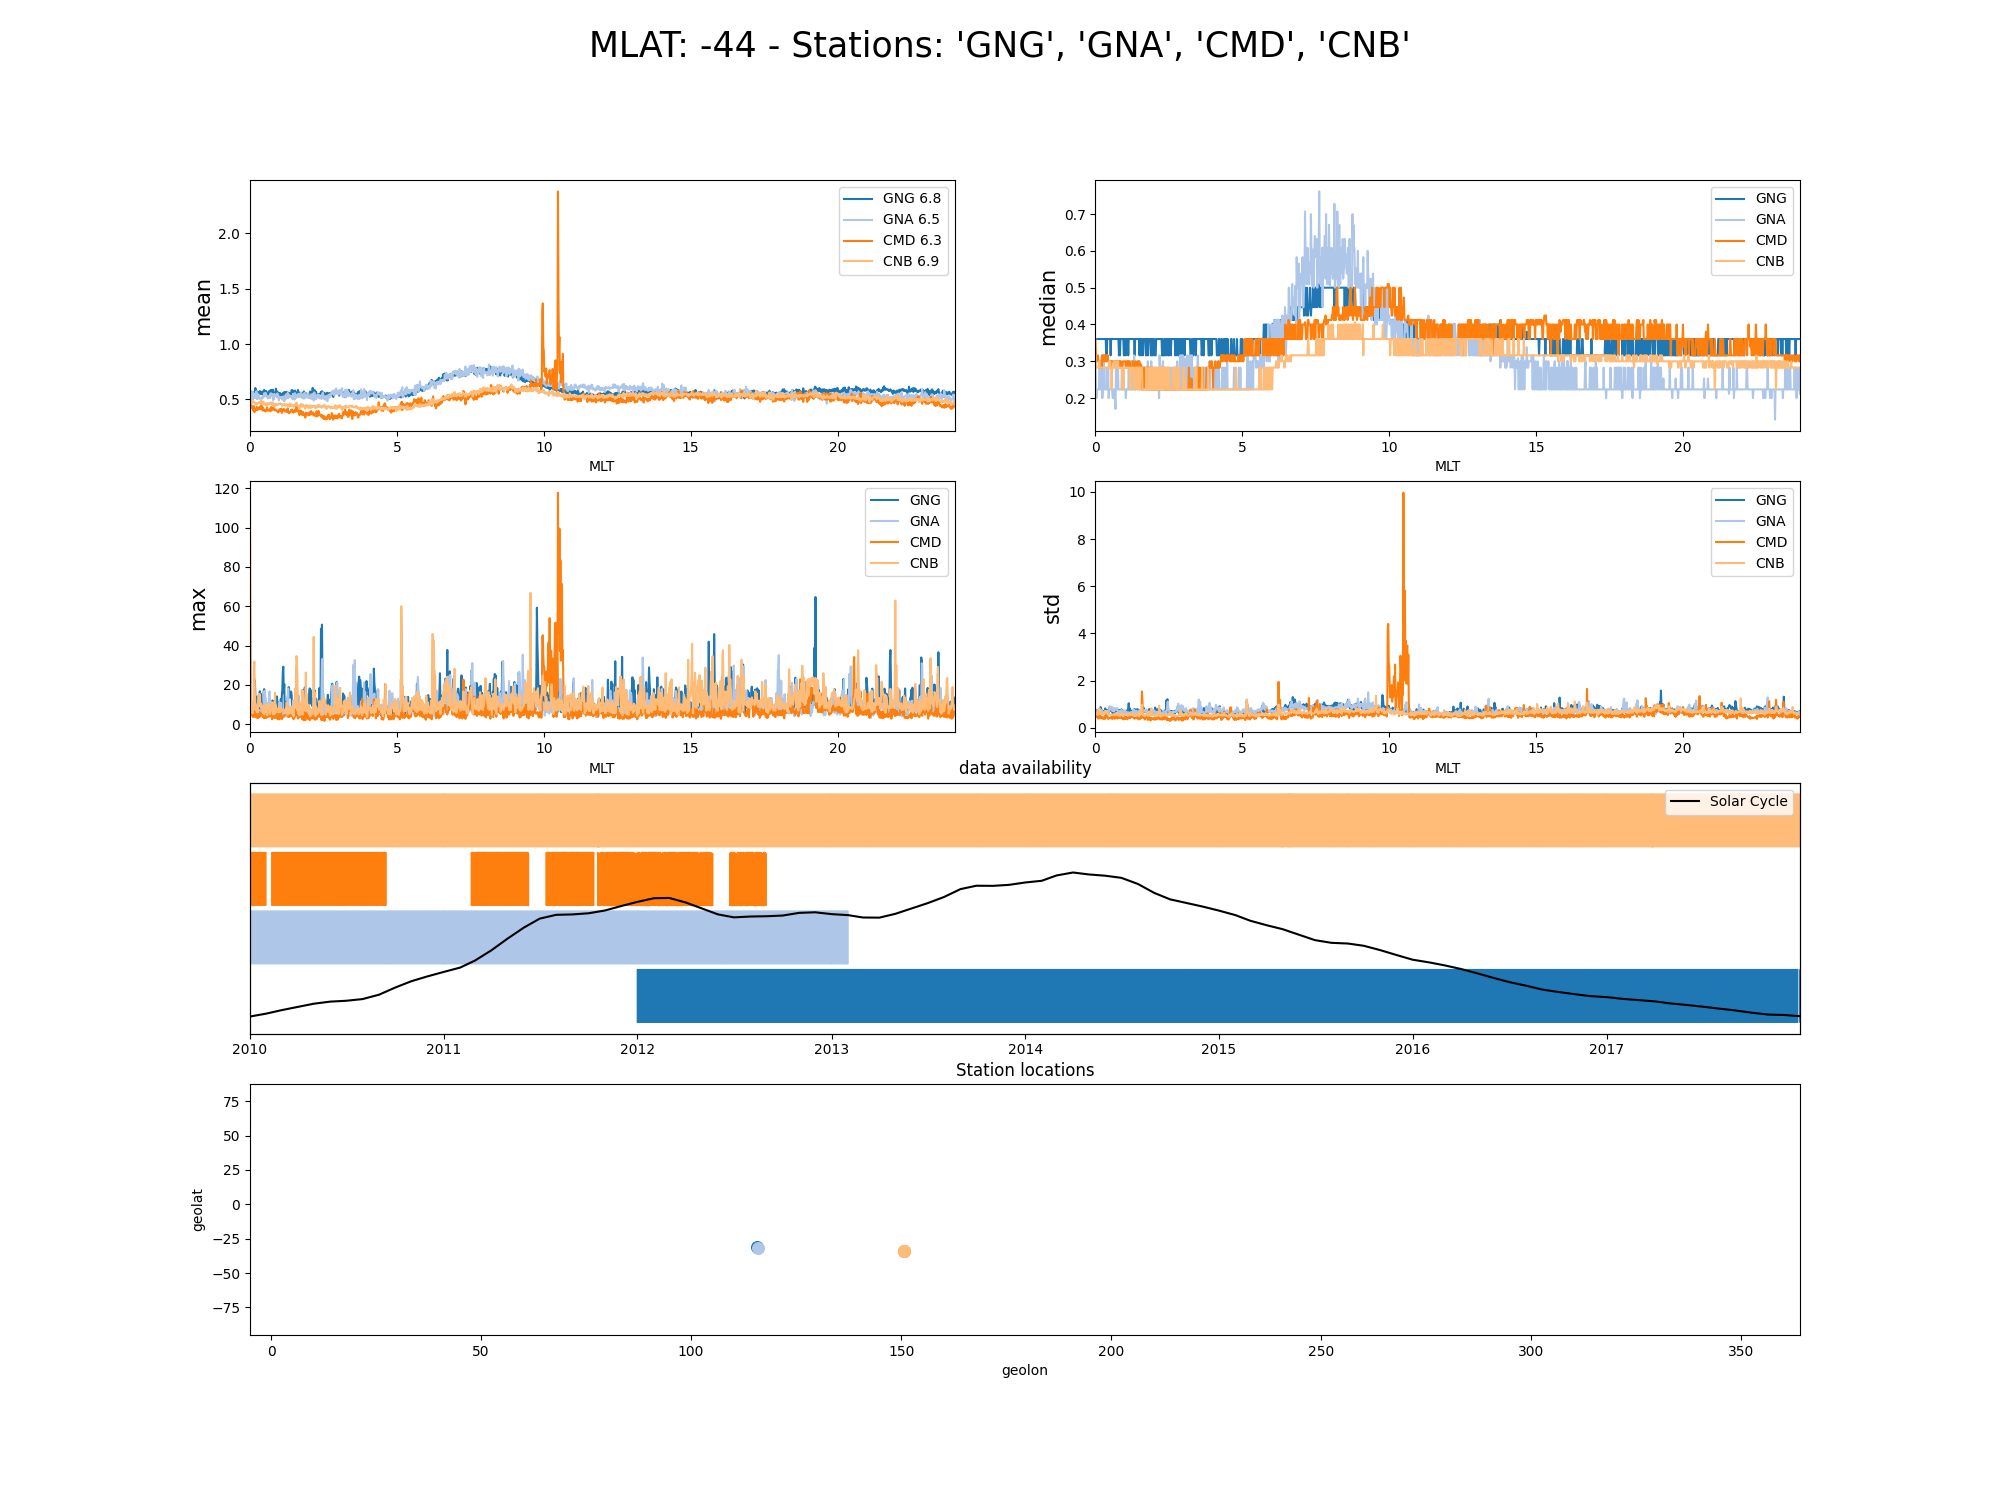 MLAT: -44 - Stations: 'GNG', 'GNA', 'CMD', 'CNB'
mean
2.0
1.5
1.0
0.5
GNG 6.8
GNA 6.5
CMD 6.3
CNB 6.9
0 5 10 15 20
MLT
median
0.7
0.6
0.5
0.4
0.3
0.2
GNG
GNA
CMD
CNB
0 5 10 15 20
MLT
max
120
100
80
60
40
20
0
GNG
GNA
CMD
CNB
0 5 10 15 20
MLT
std
10
8
6
4
2
0
GNG
GNA
CMD
CNB
0 5 10 15 20
MLT
data availability
Solar Cycle
2010 2011 2012 2013 2014 2015 2016 2017
Station locations
geolat
75
50
25
0
−25
−50
−75
0 50 100 150 200 250 300 350
geolon